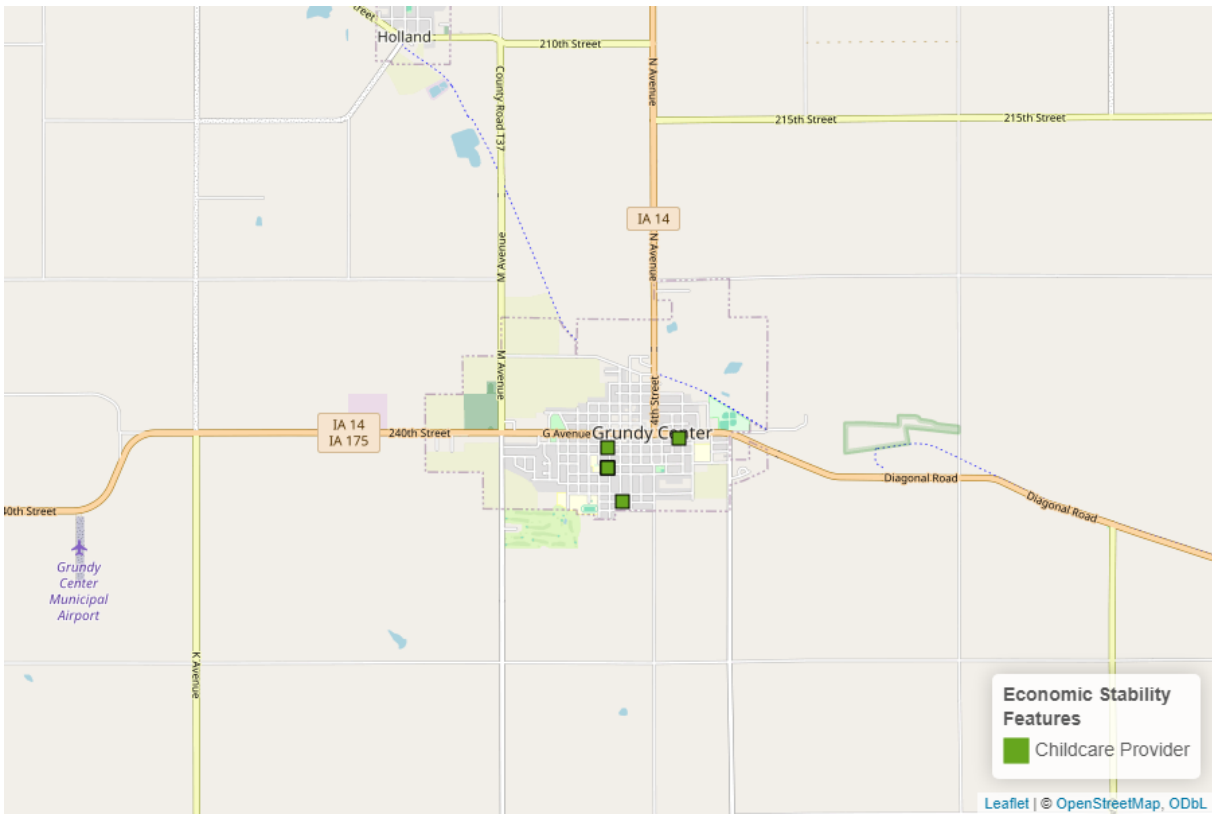 reet
Holland
210th Street
County Road T37
N Avenue
215th Street
215th Street
IA 14
M Avenue
N Avenue
M Avenue
4th Street
IA 14
IA 175
240th Street
G Avenue
Grundy Center
Diagonal Road
Diagonal Road
40th Street
Grundy
Center
Municipal
Airport
K Avenue
Economic Stability
Features
Childcare Provider
Leaflet | © OpenStreetMap, ODbL